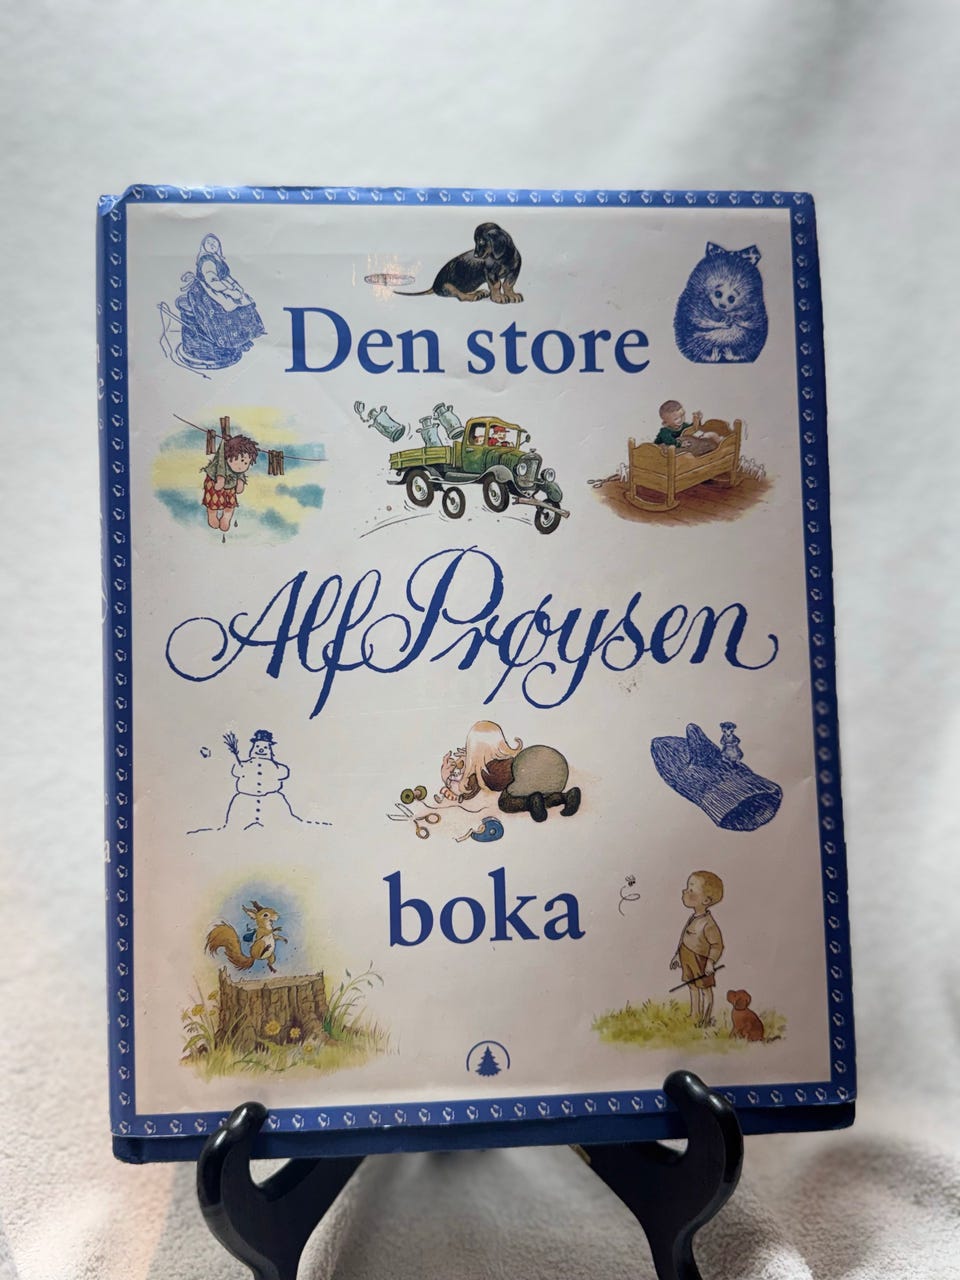 Den store
Alf Prøysen
boka